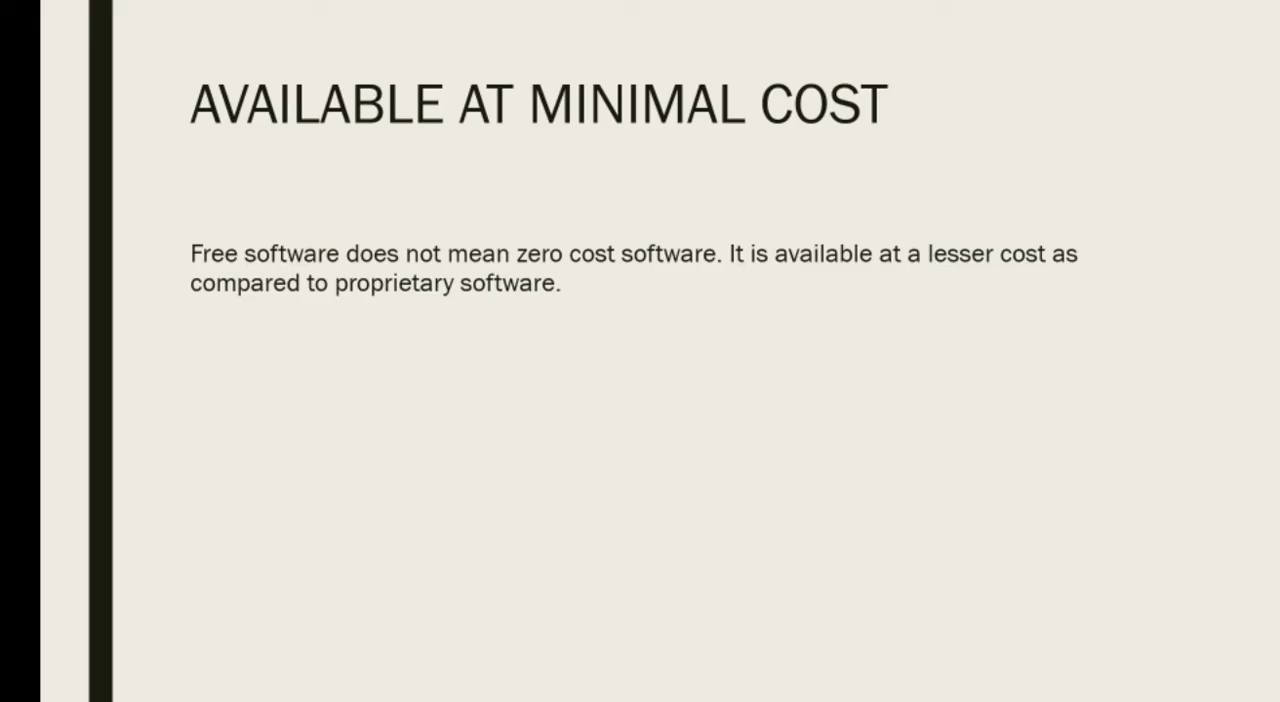 AVAILABLE AT MINIMAL COST
Free software does not mean zero cost software. It is available at a lesser cost as
compared to proprietary software.